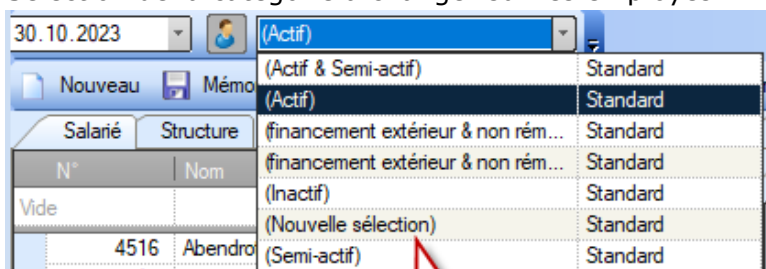 30.10.2023 (Actif)
(Actif & Semi-actif) Standard
Nouveau
(Actif) Standard
Salarié Structure (financement extérieur & non rém... Standard
N° Nom (financement extérieur & non rém... Standard
(Inactif) Standard
Vide
(Nouvelle sélection) Standard
4516 (Semi-actif) Standard